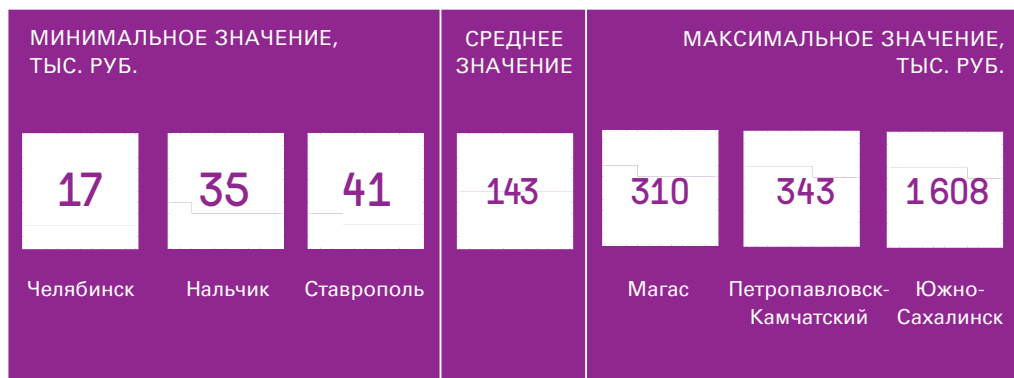 МИНИМАЛЬНОЕ ЗНАЧЕНИЕ,
ТЫС. РУБ.
17
35
41
Челябинск
Нальчик
Ставрополь
СРЕДНЕЕ
ЗНАЧЕНИЕ
143
МАКСИМАЛЬНОЕ ЗНАЧЕНИЕ,
ТЫС. РУБ.
310
343
1 608
Магас
Петропавловск-
Камчатский
Южно-
Сахалинск